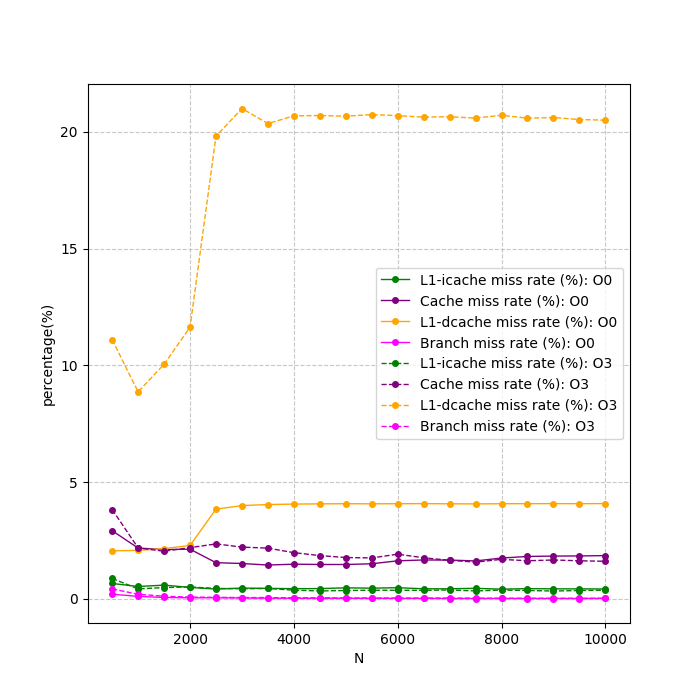 20
15
10
5
0
percentage(%)
L1-icache miss rate (%): O0
Cache miss rate (%): O0
L1-dcache miss rate (%): O0
Branch miss rate (%): O0
L1-icache miss rate (%): O3
Cache miss rate (%): O3
L1-dcache miss rate (%): O3
Branch miss rate (%): O3
2000 4000 6000 8000 10000
N